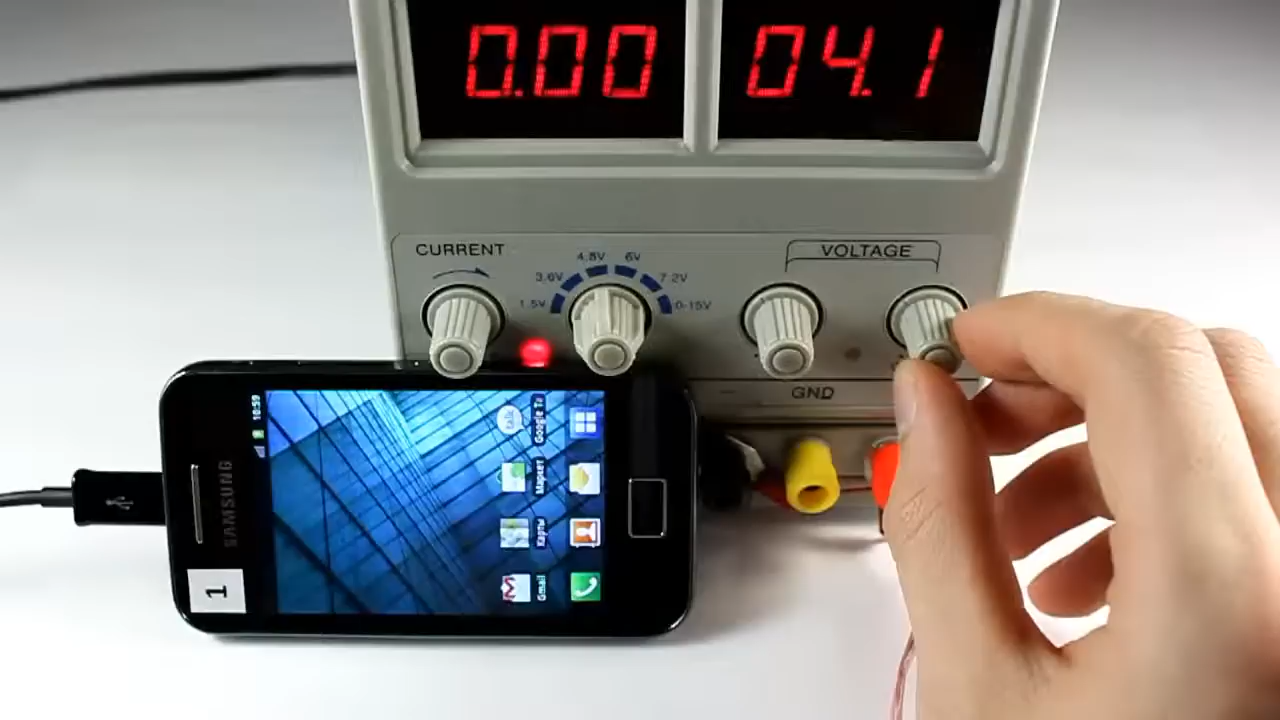 0.00
04.1
CURRENT
1.5V
3.6V
4.8V
6V
7.2V
0-15V
VOLTAGE
GND
SAMSUNG
10:59
talk
Google Ta
Маркет
Карты
Gmail
1